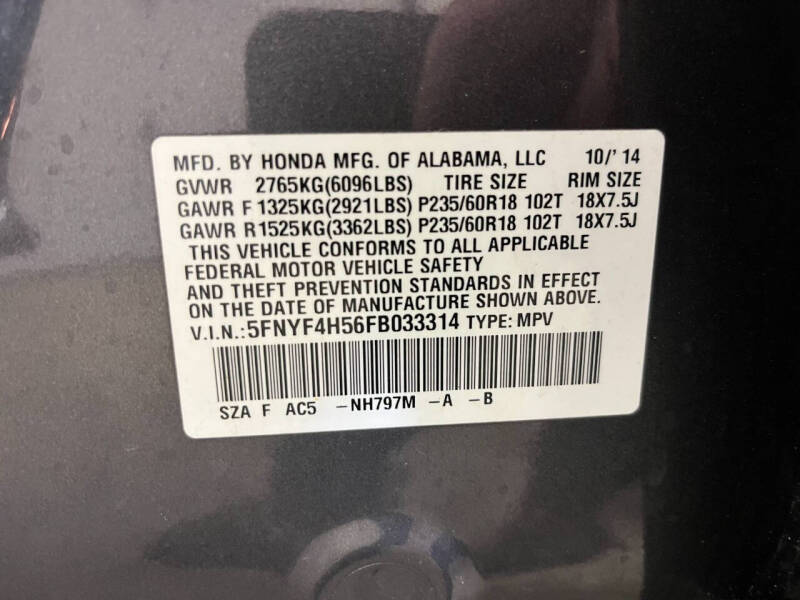 MFD. BY HONDA MFG. OF ALABAMA, LLC 10/'14
GVWR 2765KG(6096LBS) TIRE SIZE RIM SIZE
GAWR F 1325KG(2921LBS) P235/60R18 102T 18X7.5J
GAWR R 1525KG(3362LBS) P235/60R18 102T 18X7.5J
THIS VEHICLE CONFORMS TO ALL APPLICABLE
FEDERAL MOTOR VEHICLE SAFETY
AND THEFT PREVENTION STANDARDS IN EFFECT
ON THE DATE OF MANUFACTURE SHOWN ABOVE.
V.I.N.:5FNYF4H56FB033314 TYPE: MPV
SZA F AC5 -NH797M -A -B